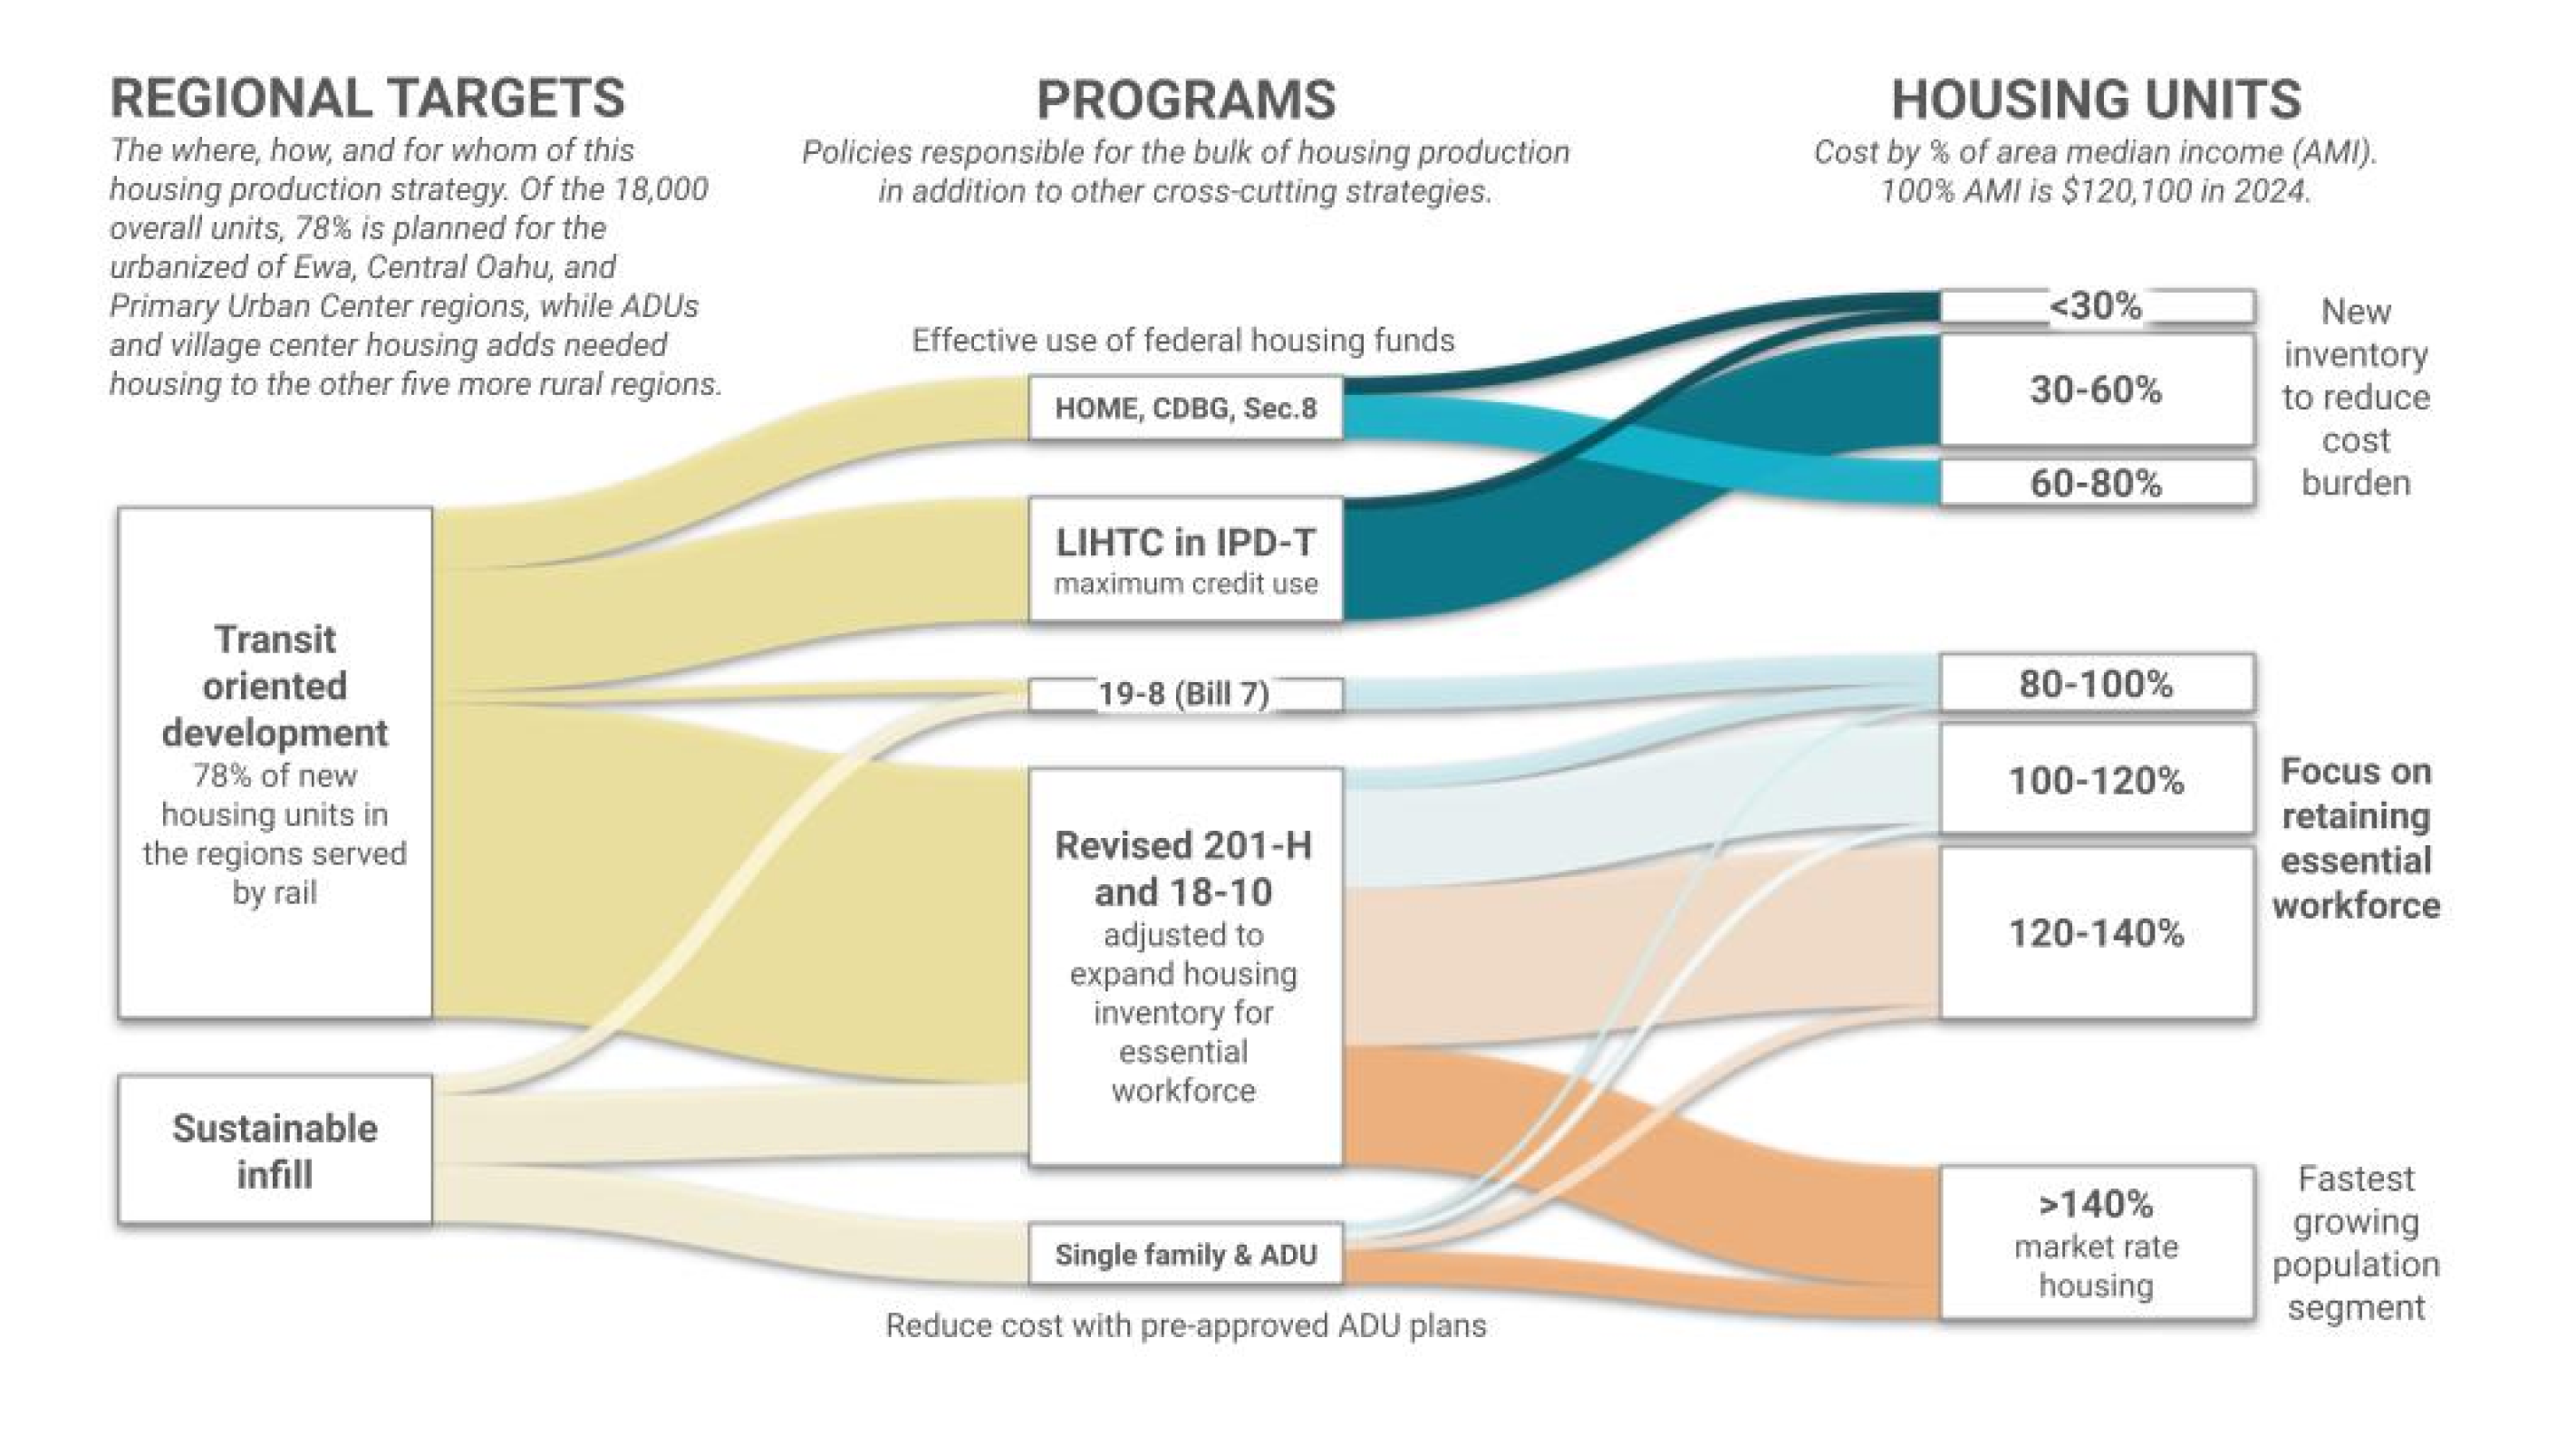 REGIONAL TARGETS
The where, how, and for whom of this
housing production strategy. Of the 18,000
overall units, 78% is planned for the
urbanized of Ewa, Central Oahu, and
Primary Urban Center regions, while ADUs
and village center housing adds needed
housing to the other five more rural regions.
Transit
oriented
development
78% of new
housing units in
the regions served
by rail
Sustainable
infill
PROGRAMS
Policies responsible for the bulk of housing production
in addition to other cross-cutting strategies.
Effective use of federal housing funds
HOME, CDBG, Sec.8
LIHTC in IPD-T
maximum credit use
19-8 (Bill 7)
Revised 201-H
and 18-10
adjusted to
expand housing
inventory for
essential
workforce
Single family & ADU
Reduce cost with pre-approved ADU plans
HOUSING UNITS
Cost by % of area median income (AMI).
100% AMI is $120,100 in 2024.
<30%
30-60%
60-80%
New
inventory
to reduce
cost
burden
80-100%
100-120%
120-140%
Focus on
retaining
essential
workforce
>140%
market rate
housing
Fastest
growing
population
segment